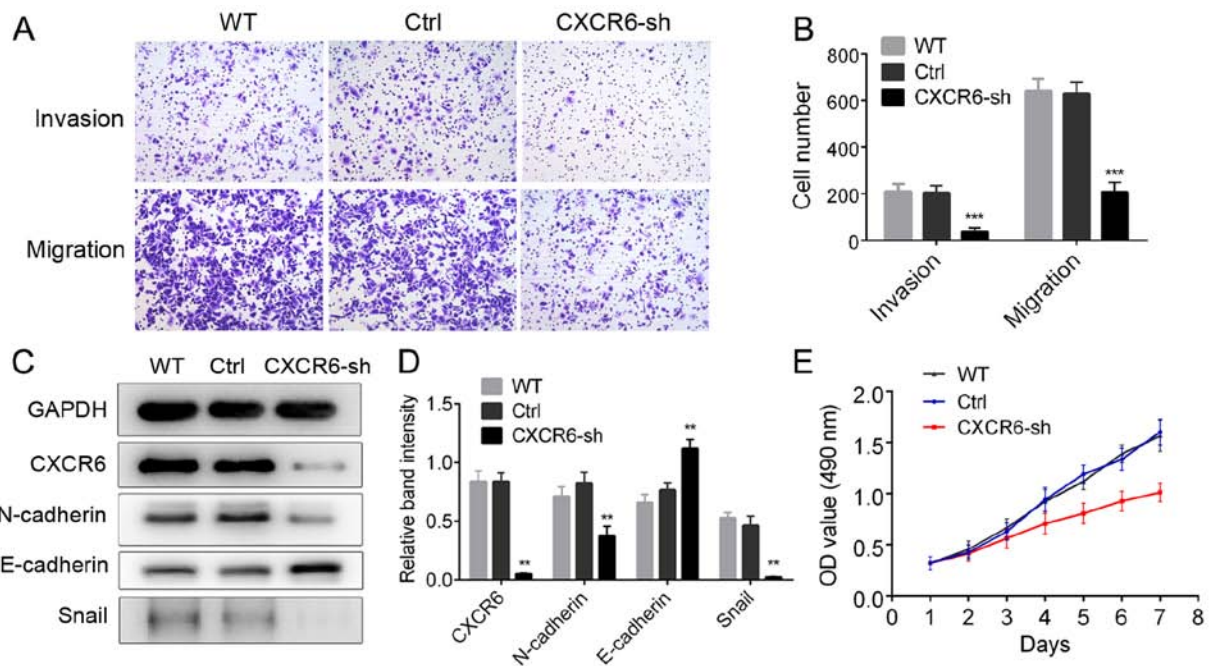 A
WT
Ctrl
CXCR6-sh
Invasion
Migration
B
WT
Ctrl
CXCR6-sh
Cell number
800
600
400
200
0
***
***
Invasion
Migration
C
WT
Ctrl
CXCR6-sh
GAPDH
CXCR6
N-cadherin
E-cadherin
Snail
D
WT
Ctrl
CXCR6-sh
Relative band intensity
1.5
1.0
0.5
0.0
**
**
**
**
CXCR6
N-cadherin
E-cadherin
Snail
E
WT
Ctrl
CXCR6-sh
OD value (490 nm)
2.0
1.5
1.0
0.5
0.0
0 1 2 3 4 5 6 7 8
Days